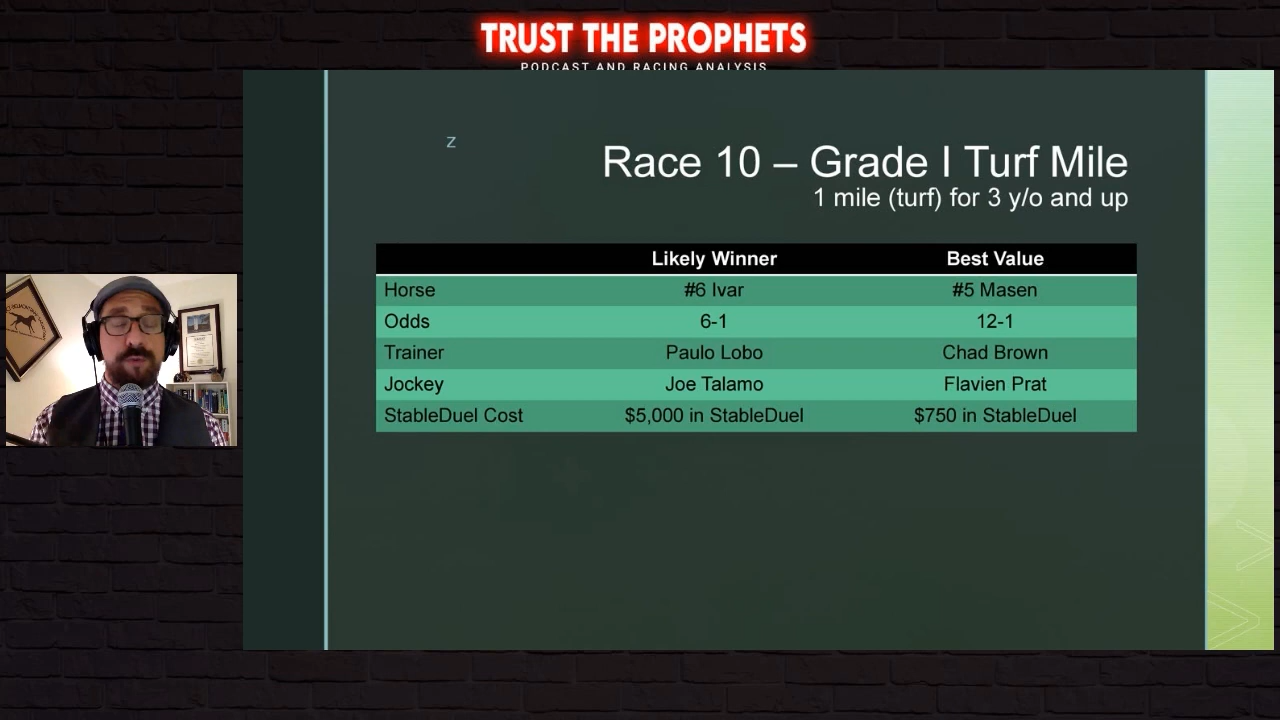 TRUST THE PROPHETS
PODCAST AND RACING ANALYSIS
z
Race 10 – Grade I Turf Mile
1 mile (turf) for 3 y/o and up
Likely Winner Best Value
Horse #6 Ivar #5 Masen
Odds 6-1 12-1
Trainer Paulo Lobo Chad Brown
Jockey Joe Talamo Flavien Prat
StableDuel Cost $5,000 in StableDuel $750 in StableDuel